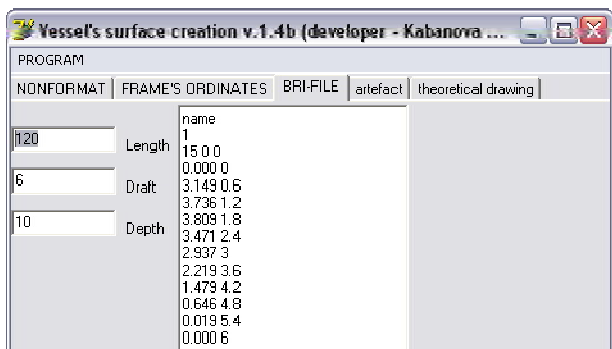 Vessel's surface creation v.1.4b (developer - Kabanova ...
PROGRAM
NONFORMAT FRAME'S ORDINATES BRI-FILE artefact theoretical drawing
120 Length
6 Draft
10 Depth
name
1
15 0 0
0.000 0
3.149 0.6
3.736 1.2
3.809 1.8
3.471 2.4
2.937 3
2.219 3.6
1.479 4.2
0.646 4.8
0.019 5.4
0.000 6